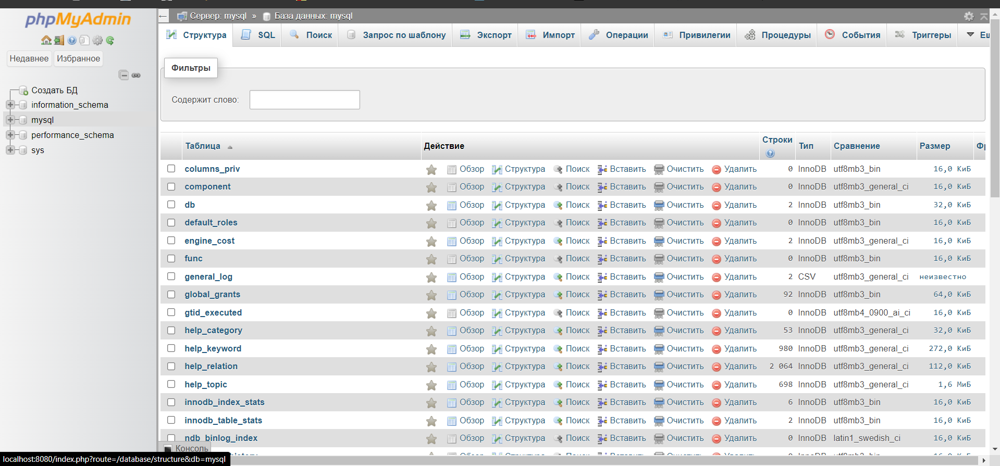 phpMyAdmin
Недавнее Избранное
Создать БД
information_schema
mysql
performance_schema
sys
Сервер: mysql » База данных: mysql
Структура SQL Поиск Запрос по шаблону Экспорт Импорт Операции Привилегии Процедуры События Триггеры
Фильтры
Содержит слово:
Таблица Действие Строки Тип Сравнение Размер
columns_priv Обзор Структура Поиск Вставить Очистить Удалить 0 InnoDB utf8mb3_bin 16,0 КиБ
component Обзор Структура Поиск Вставить Очистить Удалить 0 InnoDB utf8mb3_general_ci 16,0 КиБ
db Обзор Структура Поиск Вставить Очистить Удалить 2 InnoDB utf8mb3_bin 32,0 КиБ
default_roles Обзор Структура Поиск Вставить Очистить Удалить 0 InnoDB utf8mb3_bin 16,0 КиБ
engine_cost Обзор Структура Поиск Вставить Очистить Удалить 2 InnoDB utf8mb3_general_ci 16,0 КиБ
func Обзор Структура Поиск Вставить Очистить Удалить 0 InnoDB utf8mb3_bin 16,0 КиБ
general_log Обзор Структура Поиск Вставить Очистить Удалить 2 CSV utf8mb3_general_ci неизвестно
global_grants Обзор Структура Поиск Вставить Очистить Удалить 92 InnoDB utf8mb3_bin 64,0 КиБ
gtid_executed Обзор Структура Поиск Вставить Очистить Удалить 0 InnoDB utf8mb4_0900_ai_ci 16,0 КиБ
help_category Обзор Структура Поиск Вставить Очистить Удалить 53 InnoDB utf8mb3_general_ci 32,0 КиБ
help_keyword Обзор Структура Поиск Вставить Очистить Удалить 980 InnoDB utf8mb3_general_ci 272,0 КиБ
help_relation Обзор Структура Поиск Вставить Очистить Удалить 2 064 InnoDB utf8mb3_general_ci 112,0 КиБ
help_topic Обзор Структура Поиск Вставить Очистить Удалить 698 InnoDB utf8mb3_general_ci 1,6 МиБ
innodb_index_stats Обзор Структура Поиск Вставить Очистить Удалить 6 InnoDB utf8mb3_bin 16,0 КиБ
innodb_table_stats Обзор Структура Поиск Вставить Очистить Удалить 2 InnoDB utf8mb3_bin 16,0 КиБ
ndb_binlog_index Обзор Структура Поиск Вставить Очистить Удалить 0 InnoDB latin1_swedish_ci 16,0 КиБ
Консоль
localhost:8080/index.php?route=/database/structure&db=mysql